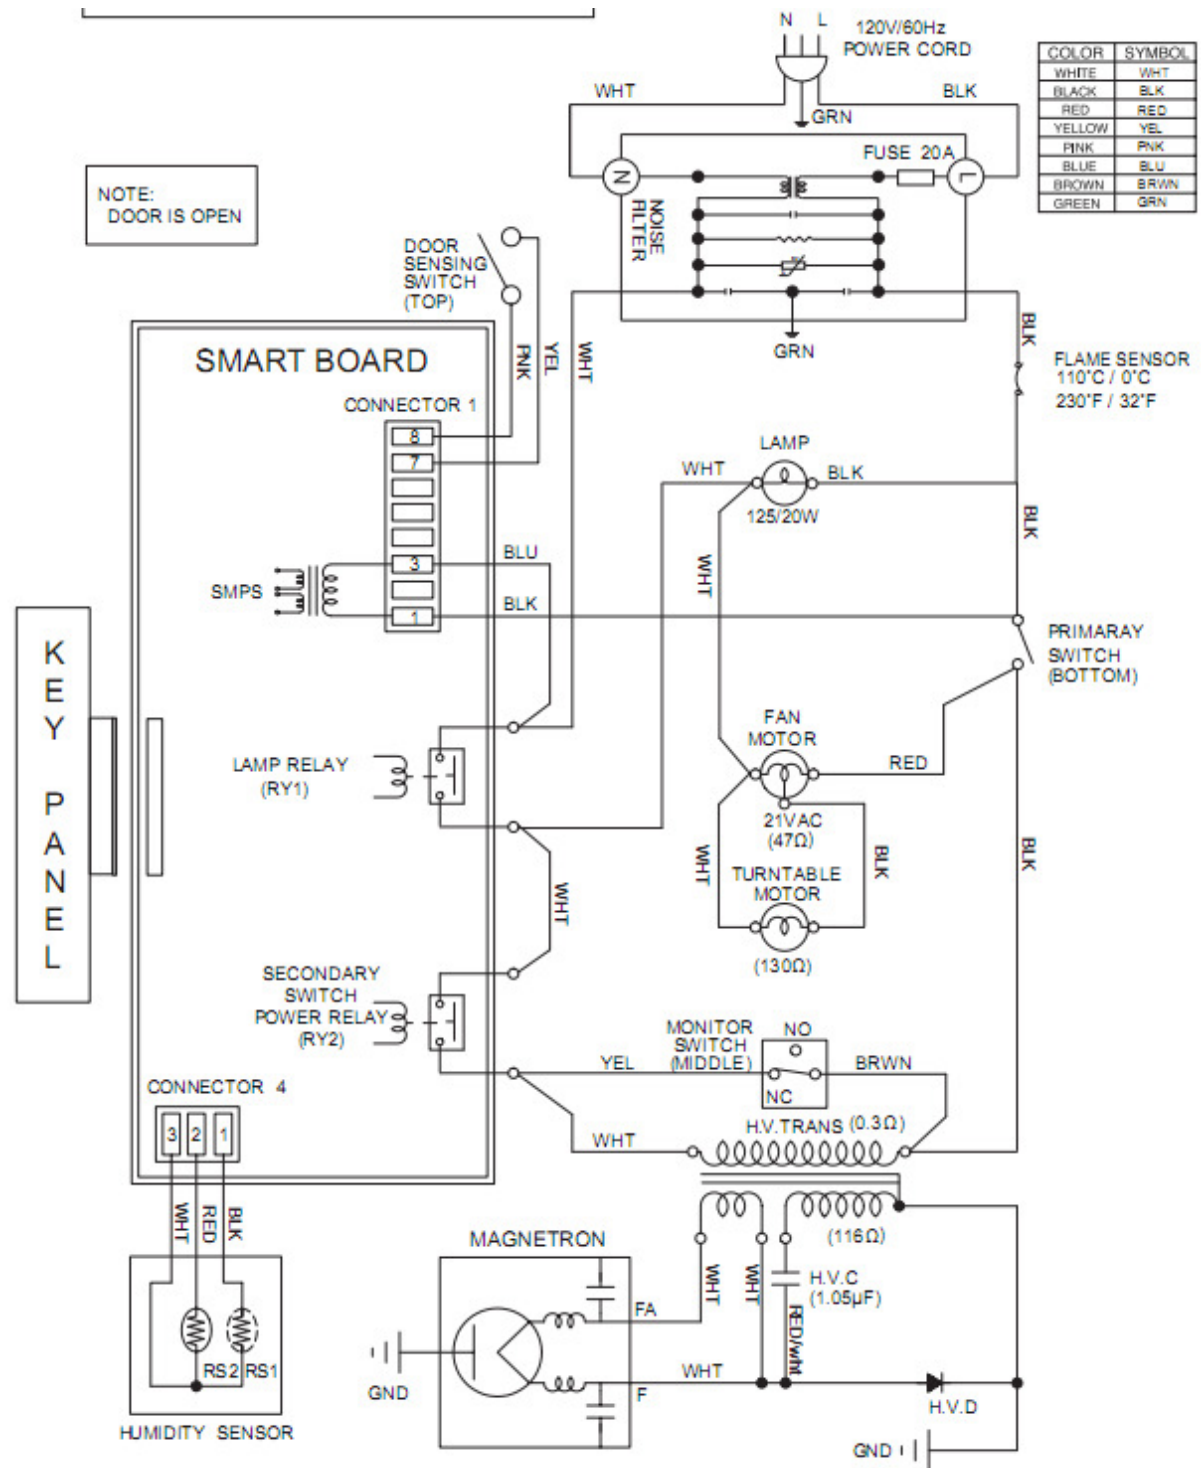 N L
120V/60Hz
POWER CORD
WHT
BLK
GRN
COLOR SYMBOL
WHITE WHT
BLACK BLK
RED RED
YELLOW YEL
PINK PNK
BLUE BLU
BROWN BRWN
GREEN GRN
NOTE:
DOOR IS OPEN
FUSE 20A
N
L
NOISE
FILTER
GRN
DOOR
SENSING
SWITCH
(TOP)
PNK
YEL
WHT
BLK
FLAME SENSOR
110°C / 0°C
230°F / 32°F
SMART BOARD
CONNECTOR 1
8
7
3
1
SMPS
BLU
BLK
LAMP
WHT
BLK
125/20W
BLK
WHT
PRIMARAY
SWITCH
(BOTTOM)
KEY PANEL
LAMP RELAY
(RY1)
FAN
MOTOR
RED
21VAC
(47Ω)
WHT
BLK
BLK
TURNTABLE
MOTOR
(130Ω)
WHT
SECONDARY
SWITCH
POWER RELAY
(RY2)
MONITOR
SWITCH
(MIDDLE)
NO
NC
YEL
BRWN
WHT
H.V.TRANS (0.3Ω)
CONNECTOR 4
3 2 1
WHT
RED
BLK
RS2 RS1
HUMIDITY SENSOR
MAGNETRON
FA
F
GND
WHT
WHT
WHT
(116Ω)
H.V.C
(1.05µF)
RED/wht
H.V.D
GND